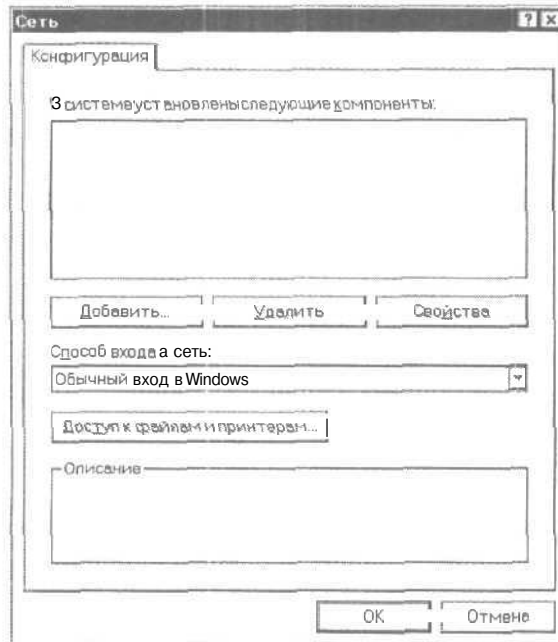 Сеть
Конфигурация
З системе установлены следующие компоненты:
Добавить...
Удалить
Свойства
Способ входа а сеть:
Обычный вход в Windows
Доступ к файлам и принтерам...
Описание
OK
Отмена